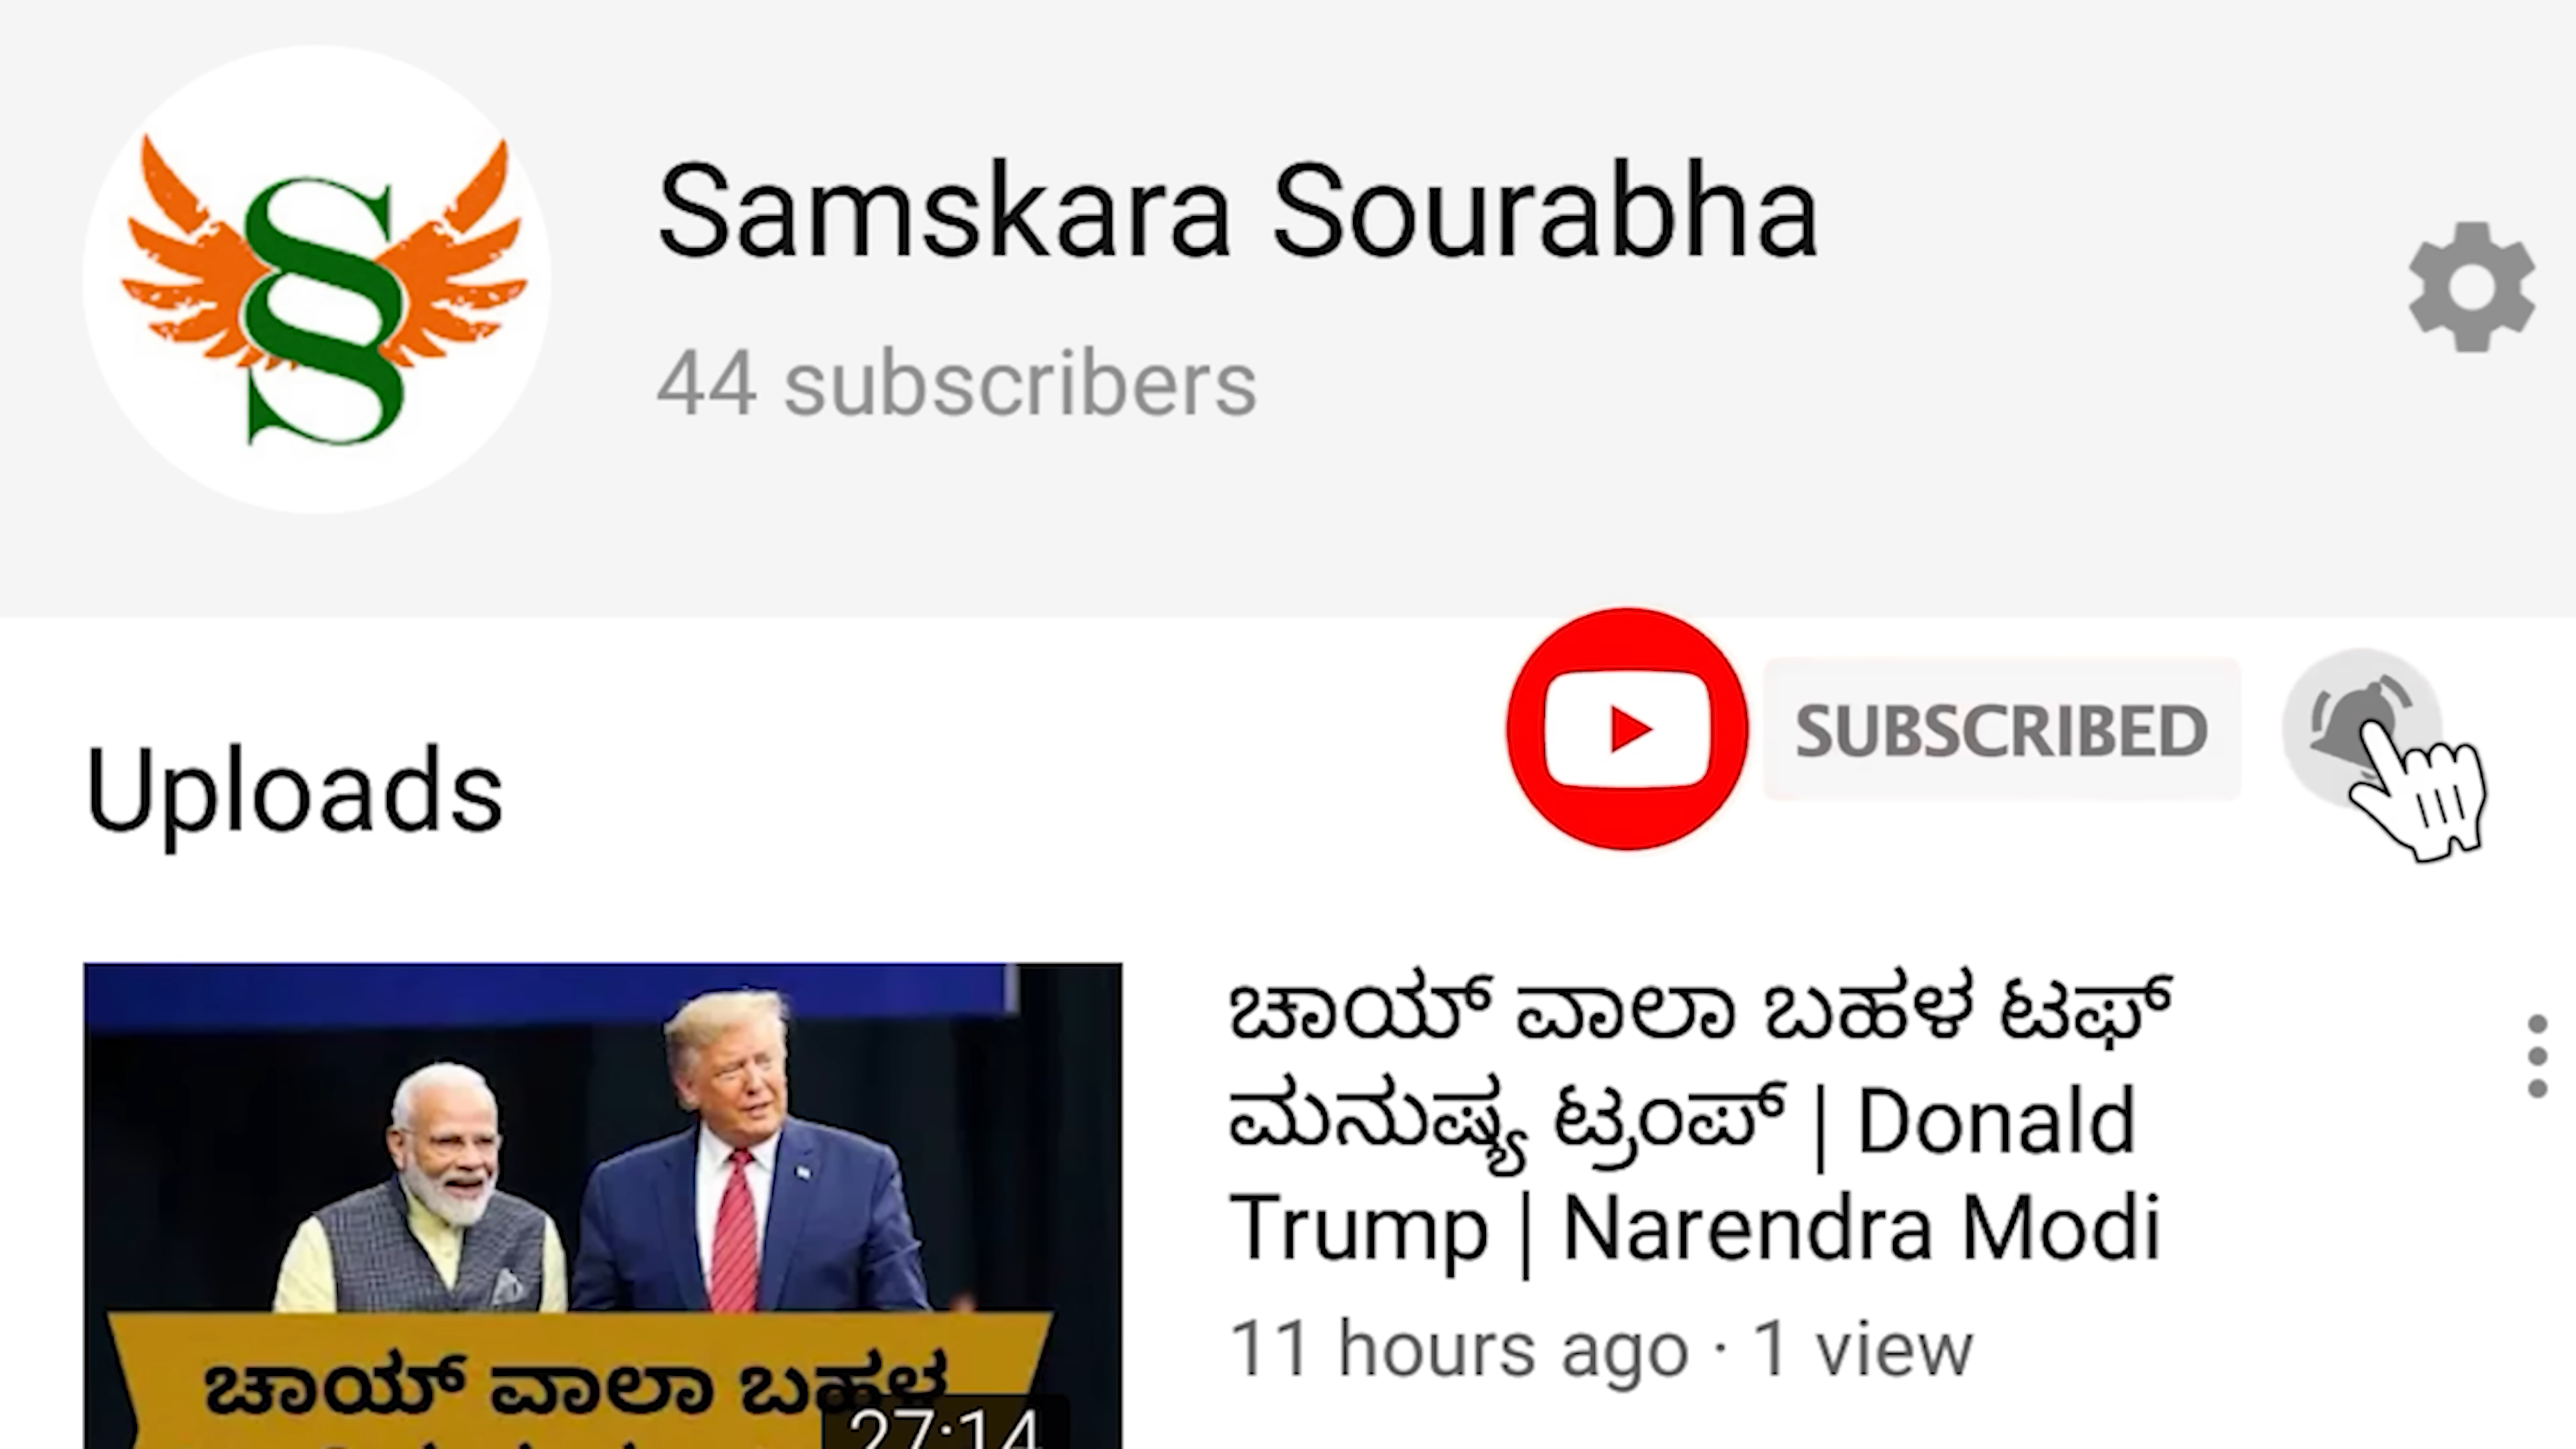 Samskara Sourabha
44 subscribers
SUBSCRIBED
Uploads
ಚಾಯ್ ವಾಲಾ ಬಹಳ ಟಫ್
ಮನುಷ್ಯ ಟ್ರಂಪ್ | Donald
Trump | Narendra Modi
11 hours ago · 1 view
ಚಾಯ್ ವಾಲಾ ಬಹಳ
27:14